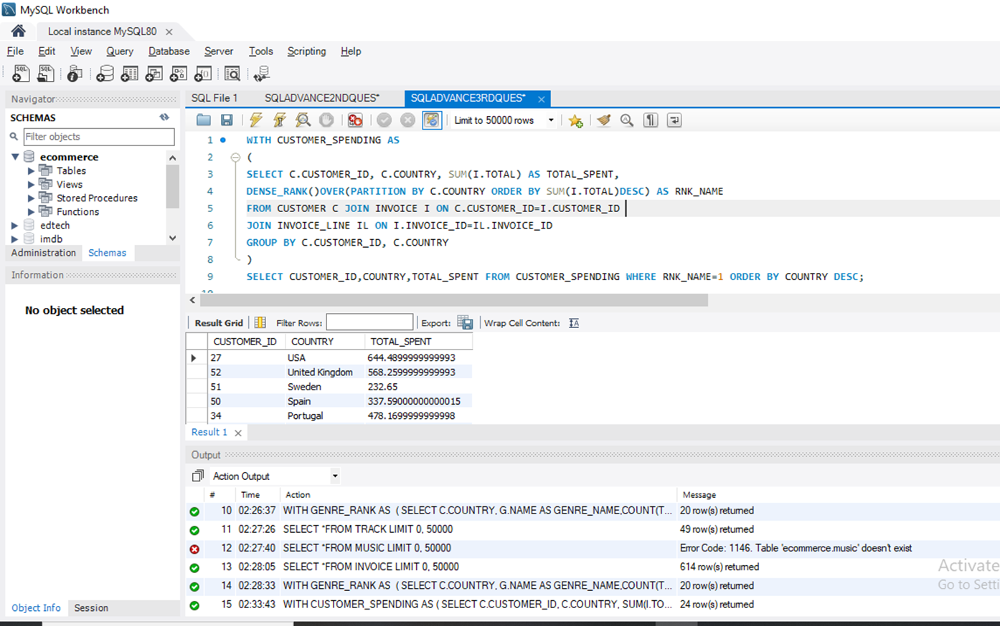 MySQL Workbench
Local instance MySQL80
File Edit View Query Database Server Tools Scripting Help
Navigator
SCHEMAS
Filter objects
ecommerce
Tables
Views
Stored Procedures
Functions
edtech
imdb
Administration Schemas
Information
No object selected
Object Info Session
SQL File 1 SQLADVANCE2NDQUES* SQLADVANCE3RDQUES*
Limit to 50000 rows
1 WITH CUSTOMER_SPENDING AS
2 (
3 SELECT C.CUSTOMER_ID, C.COUNTRY, SUM(I.TOTAL) AS TOTAL_SPENT,
4 DENSE_RANK()OVER(PARTITION BY C.COUNTRY ORDER BY SUM(I.TOTAL)DESC) AS RNK_NAME
5 FROM CUSTOMER C JOIN INVOICE I ON C.CUSTOMER_ID=I.CUSTOMER_ID
6 JOIN INVOICE_LINE IL ON I.INVOICE_ID=IL.INVOICE_ID
7 GROUP BY C.CUSTOMER_ID, C.COUNTRY
8 )
9 SELECT CUSTOMER_ID,COUNTRY,TOTAL_SPENT FROM CUSTOMER_SPENDING WHERE RNK_NAME=1 ORDER BY COUNTRY DESC;
10
Result Grid Filter Rows: Export: Wrap Cell Content:
CUSTOMER_ID COUNTRY TOTAL_SPENT
27 USA 644.4899999999993
52 United Kingdom 568.2599999999993
51 Sweden 232.65
50 Spain 337.59000000000015
34 Portugal 478.1699999999998
Result 1
Output
Action Output
# Time Action Message
10 02:26:37 WITH GENRE_RANK AS ( SELECT C.COUNTRY, G.NAME AS GENRE_NAME,COUNT(T... 20 row(s) returned
11 02:27:26 SELECT *FROM TRACK LIMIT 0, 50000 49 row(s) returned
12 02:27:40 SELECT *FROM MUSIC LIMIT 0, 50000 Error Code: 1146. Table 'ecommerce.music' doesn't exist
13 02:28:05 SELECT *FROM INVOICE LIMIT 0, 50000 614 row(s) returned
14 02:28:33 WITH GENRE_RANK AS ( SELECT C.COUNTRY, G.NAME AS GENRE_NAME,COUNT(T... 20 row(s) returned
15 02:33:43 WITH CUSTOMER_SPENDING AS ( SELECT C.CUSTOMER_ID, C.COUNTRY, SUM(I.TO... 24 row(s) returned
Activate
Go to Setti